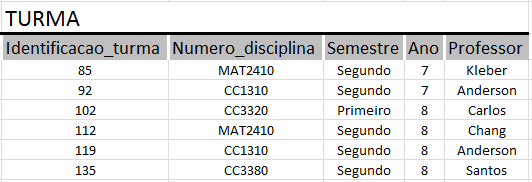 TURMA
Identificacao_turma Numero_disciplina Semestre Ano Professor
85 MAT2410 Segundo 7 Kleber
92 CC1310 Segundo 7 Anderson
102 CC3320 Primeiro 8 Carlos
112 MAT2410 Segundo 8 Chang
119 CC1310 Segundo 8 Anderson
135 CC3380 Segundo 8 Santos